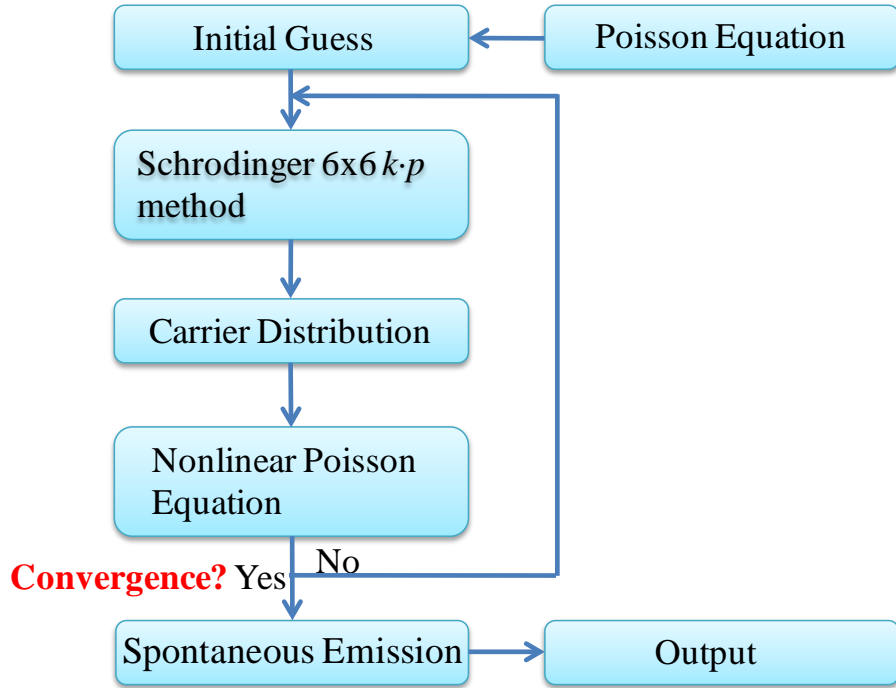 Initial Guess
Poisson Equation
Schrodinger 6x6 k·p
method
Carrier Distribution
Nonlinear Poisson
Equation
Convergence? Yes
No
Spontaneous Emission
Output